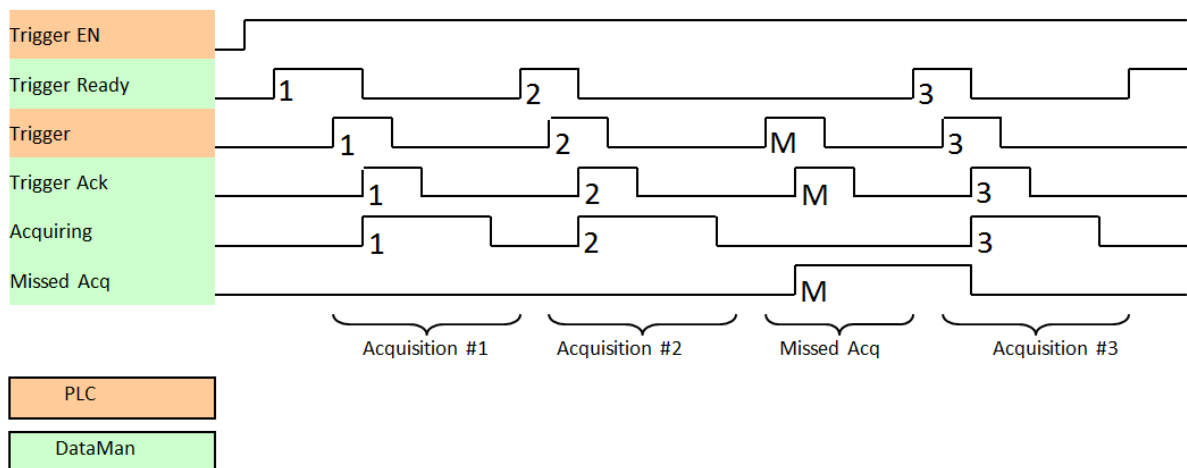 Trigger EN
Trigger Ready 1 2 3
Trigger 1 2 M 3
Trigger Ack 1 2 M 3
Acquiring 1 2 3
Missed Acq M
Acquisition #1 Acquisition #2 Missed Acq Acquisition #3
PLC
DataMan